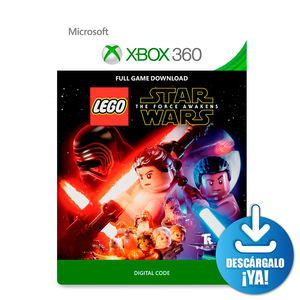 Microsoft
XBOX 360
FULL GAME DOWNLOAD
LEGO
STAR
THE FORCE AWAKENS
WARS
DIGITAL CODE
DESCÁRGALO
¡YA!